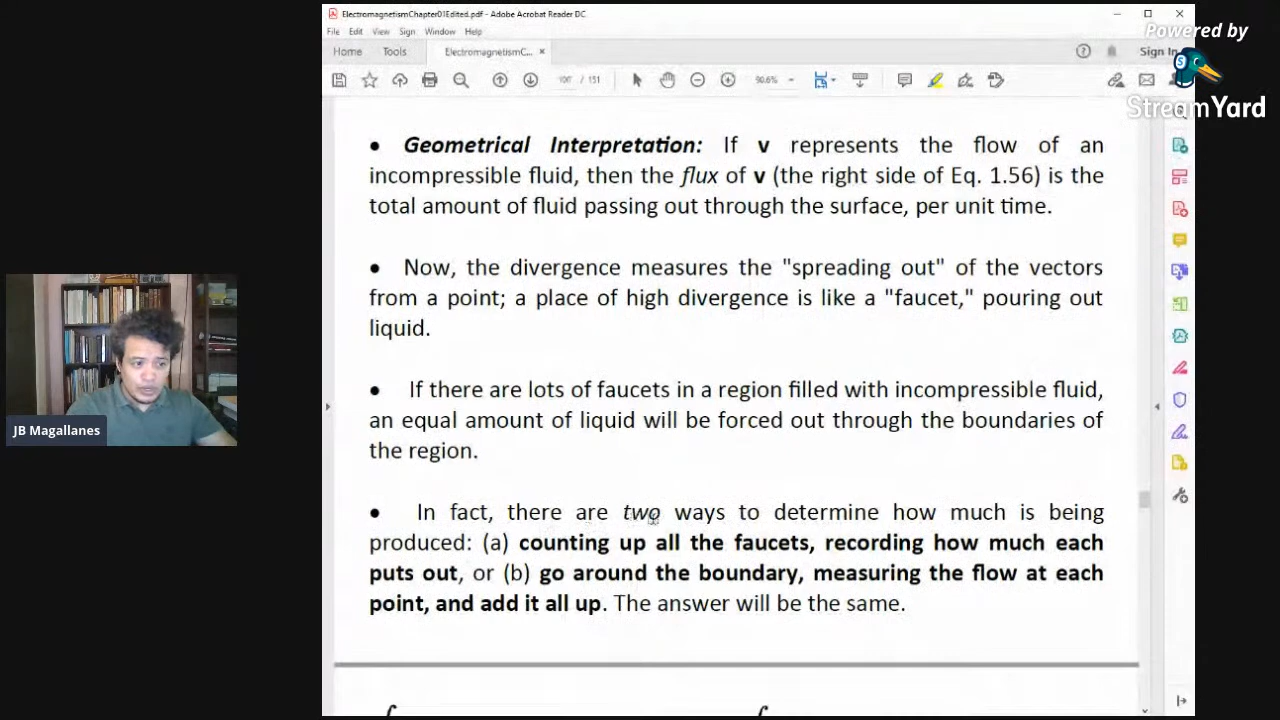 ElectromagnetismChapter01Edited.pdf - Adobe Acrobat Reader DC
File Edit View Sign Window Help
Home Tools ElectromagnetismC... ×
Sign In
/ 151
90.6%
Powered by
StreamYard
• Geometrical Interpretation: If v represents the flow of an
incompressible fluid, then the flux of v (the right side of Eq. 1.56) is the
total amount of fluid passing out through the surface, per unit time.
• Now, the divergence measures the "spreading out" of the vectors
from a point; a place of high divergence is like a "faucet," pouring out
liquid.
• If there are lots of faucets in a region filled with incompressible fluid,
an equal amount of liquid will be forced out through the boundaries of
the region.
• In fact, there are two ways to determine how much is being
produced: (a) counting up all the faucets, recording how much each
puts out, or (b) go around the boundary, measuring the flow at each
point, and add it all up. The answer will be the same.
JB Magallanes